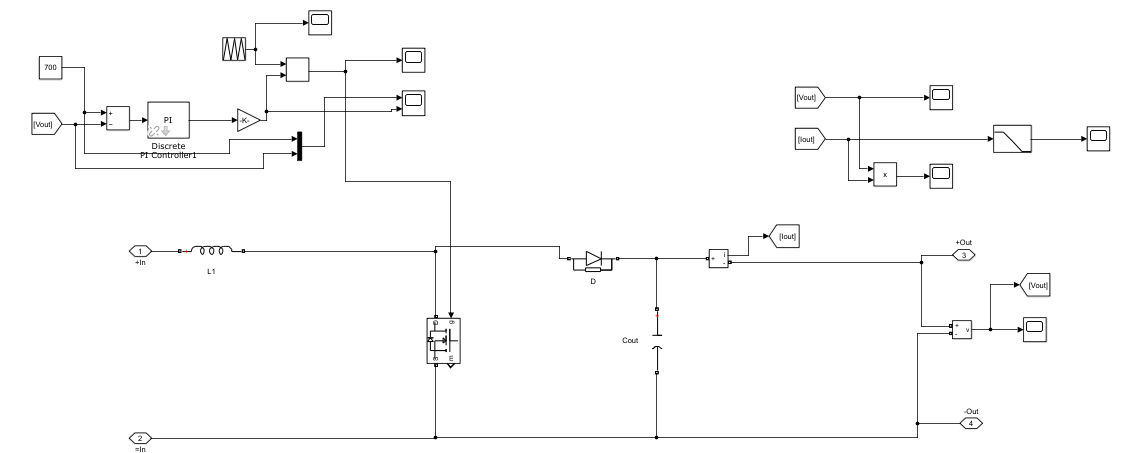 700
[Vout]
+
−
PI
-K-
Discrete
PI Controller1
[Vout]
[Iout]
x
1
+In
L1
D
g
D
S
m
Cout
+
i
-
[Iout]
+Out
3
[Vout]
+
-
v
-Out
4
2
=In